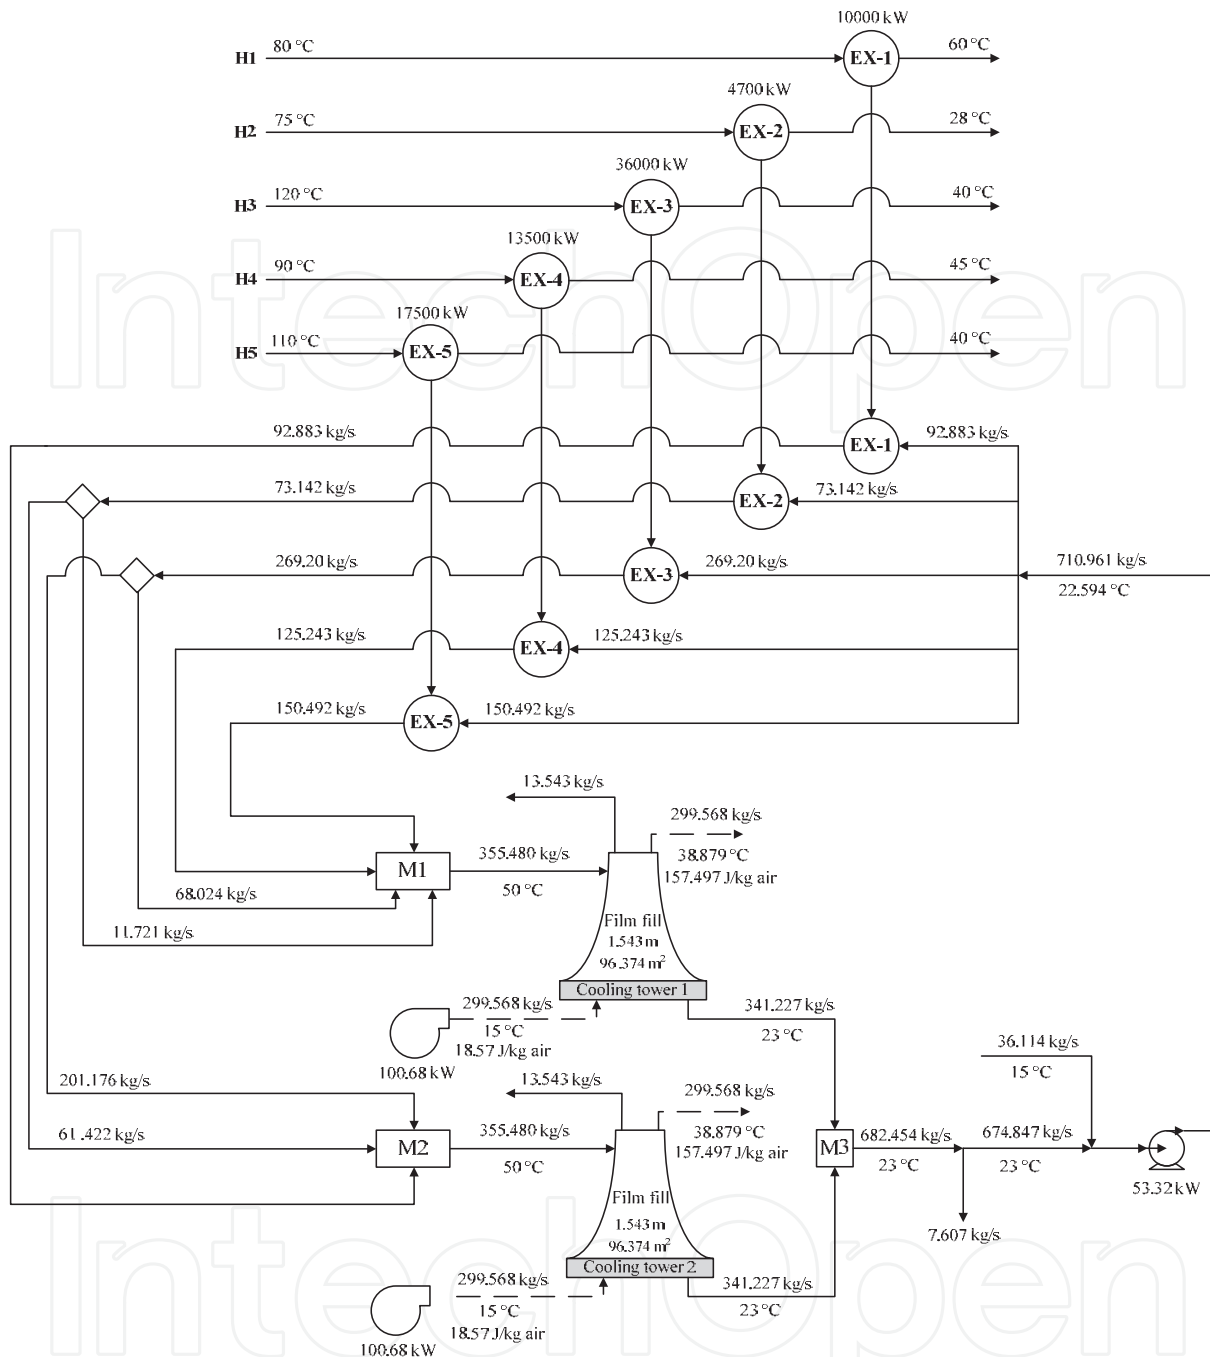 10000 kW
H1 80 °C EX-1 60 °C
4700 kW
H2 75 °C EX-2 28 °C
36000 kW
H3 120 °C EX-3 40 °C
13500 kW
H4 90 °C EX-4 45 °C
17500 kW
H5 110 °C EX-5 40 °C
92.883 kg/s EX-1 92.883 kg/s
73.142 kg/s EX-2 73.142 kg/s
269.20 kg/s EX-3 269.20 kg/s 710.961 kg/s
22.594 °C
125.243 kg/s EX-4 125.243 kg/s
150.492 kg/s EX-5 150.492 kg/s
13.543 kg/s
299.568 kg/s
38.879 °C
157.497 J/kg air
M1 355.480 kg/s
50 °C
68.024 kg/s
11.721 kg/s
Film fill
1.543 m
96.374 m²
Cooling tower 1
299.568 kg/s
15 °C
18.57 J/kg air
100.68 kW
341.227 kg/s
23 °C
36.114 kg/s
15 °C
201.176 kg/s
13.543 kg/s
299.568 kg/s
38.879 °C
157.497 J/kg air
61.422 kg/s M2 355.480 kg/s
50 °C
M3 682.454 kg/s 674.847 kg/s
23 °C 23 °C
53.32 kW
7.607 kg/s
Film fill
1.543 m
96.374 m²
Cooling tower 2
299.568 kg/s
15 °C
18.57 J/kg air
100.68 kW
341.227 kg/s
23 °C
IntechOpen
IntechOpen